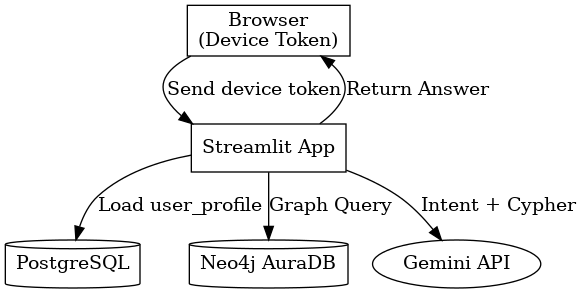 Browser
(Device Token)
Send device token
Return Answer
Streamlit App
Load user_profile
Graph Query
Intent + Cypher
PostgreSQL
Neo4j AuraDB
Gemini API